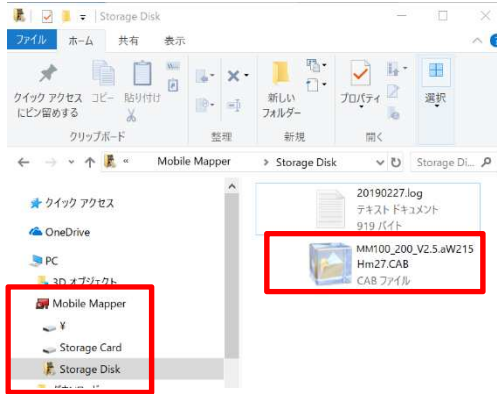 Storage Disk
ファイル ホーム 共有 表示
クイック アクセス
にピン留めする
コピー
貼り付け
新しい
フォルダー
プロパティ
選択
クリップボード 整理 新規 開く
« Mobile Mapper > Storage Disk
Storage Di...
クイック アクセス
OneDrive
PC
3D オブジェクト
Mobile Mapper
¥
Storage Card
Storage Disk
ダウンロード
20190227.log
テキスト ドキュメント
919 バイト
MM100_200_V2.5.aW215
Hm27.CAB
CAB ファイル